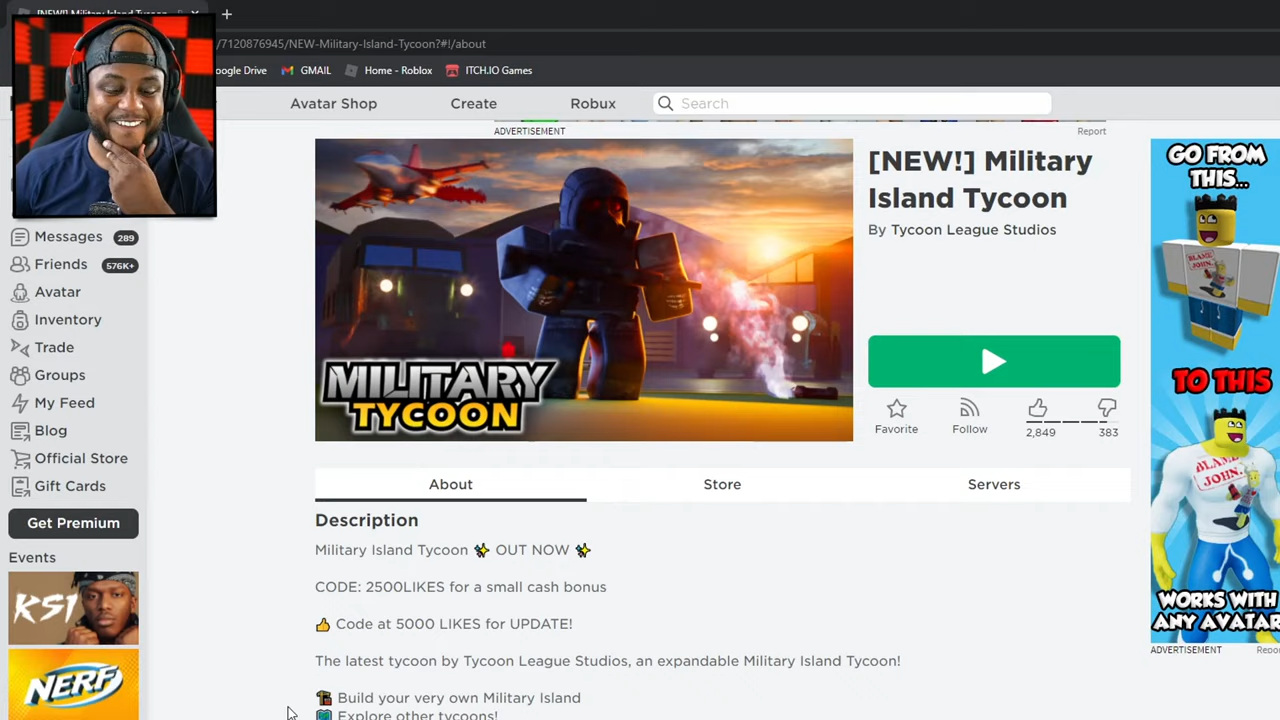 [NEW!] Military Island Tycoon
/7120876945/NEW-Military-Island-Tycoon?#!/about
oogle Drive GMAIL Home - Roblox ITCH.IO Games
Avatar Shop Create Robux Search
ADVERTISEMENT Report
Messages 289
Friends 576K+
Avatar
Inventory
Trade
Groups
My Feed
Blog
Official Store
Gift Cards
Get Premium
Events
KSI
NERF
MILITARY
TYCOON
[NEW!] Military
Island Tycoon
By Tycoon League Studios
Favorite Follow 2,849 383
About Store Servers
Description
Military Island Tycoon ✨ OUT NOW ✨
CODE: 2500LIKES for a small cash bonus
👍 Code at 5000 LIKES for UPDATE!
The latest tycoon by Tycoon League Studios, an expandable Military Island Tycoon!
Build your very own Military Island
Explore other tycoons!
GO FROM
THIS...
BLAME
JOHN.
TO THIS
BLAME
JOHN.
WORKS WITH
ANY AVATAR
ADVERTISEMENT Repo